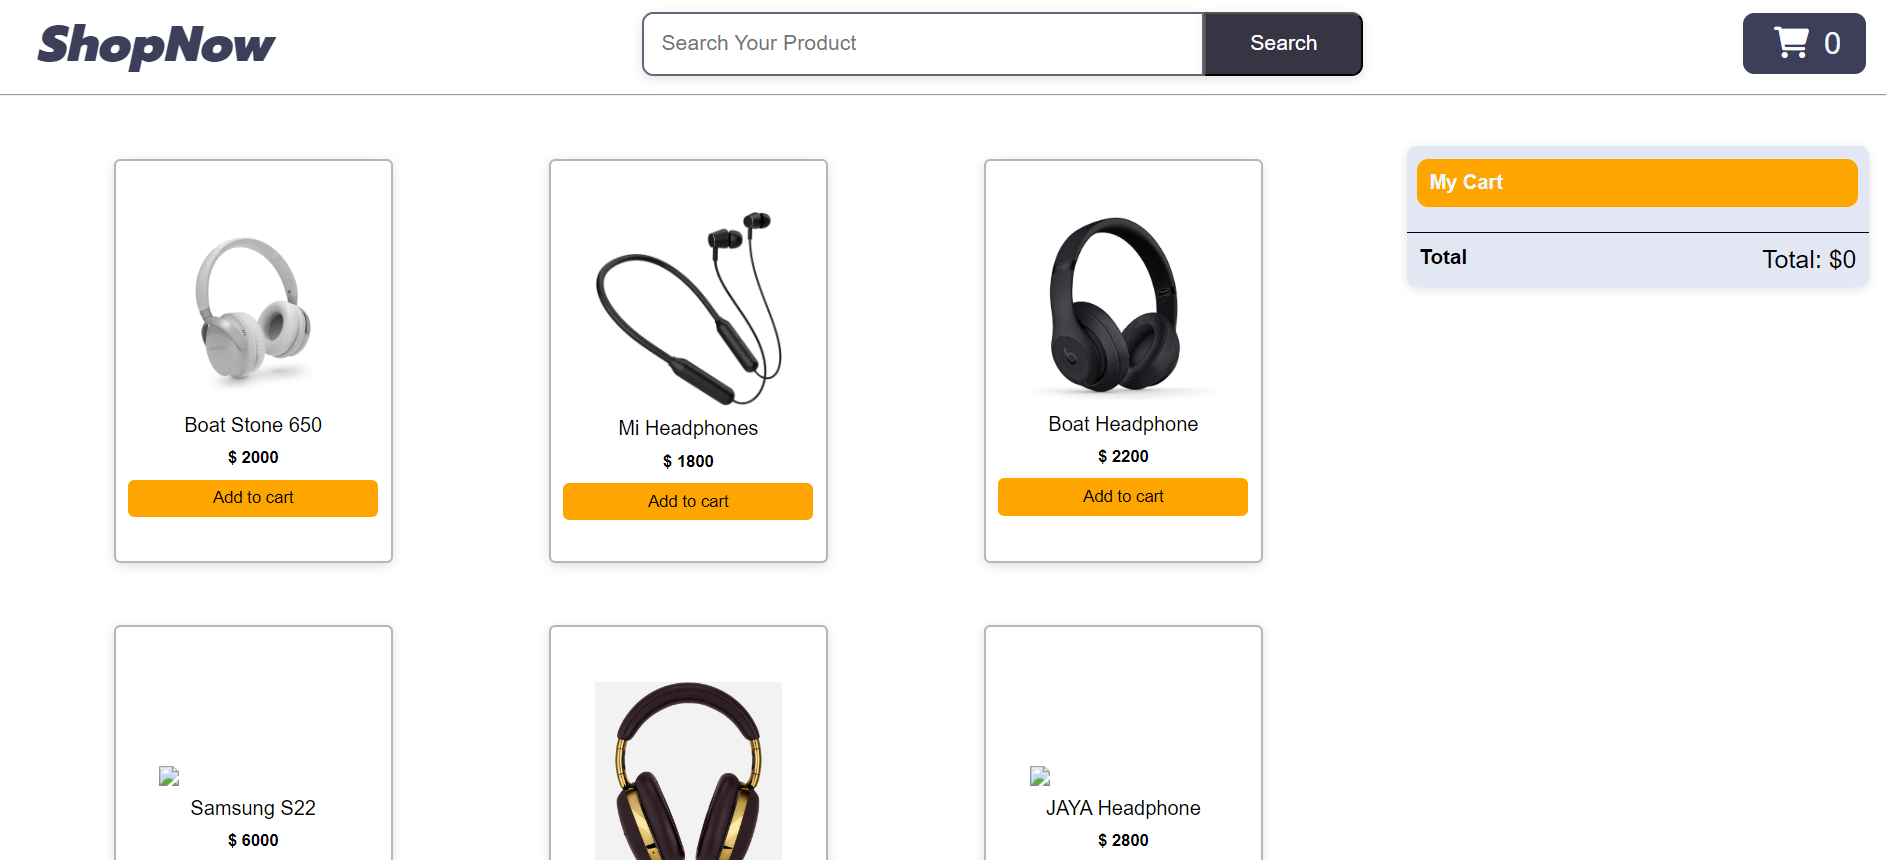 ShopNow
Search Your Product
Search
0
My Cart
Total
Total: $0
Boat Stone 650
$ 2000
Add to cart
Mi Headphones
$ 1800
Add to cart
Boat Headphone
$ 2200
Add to cart
Samsung S22
$ 6000
JAYA Headphone
$ 2800